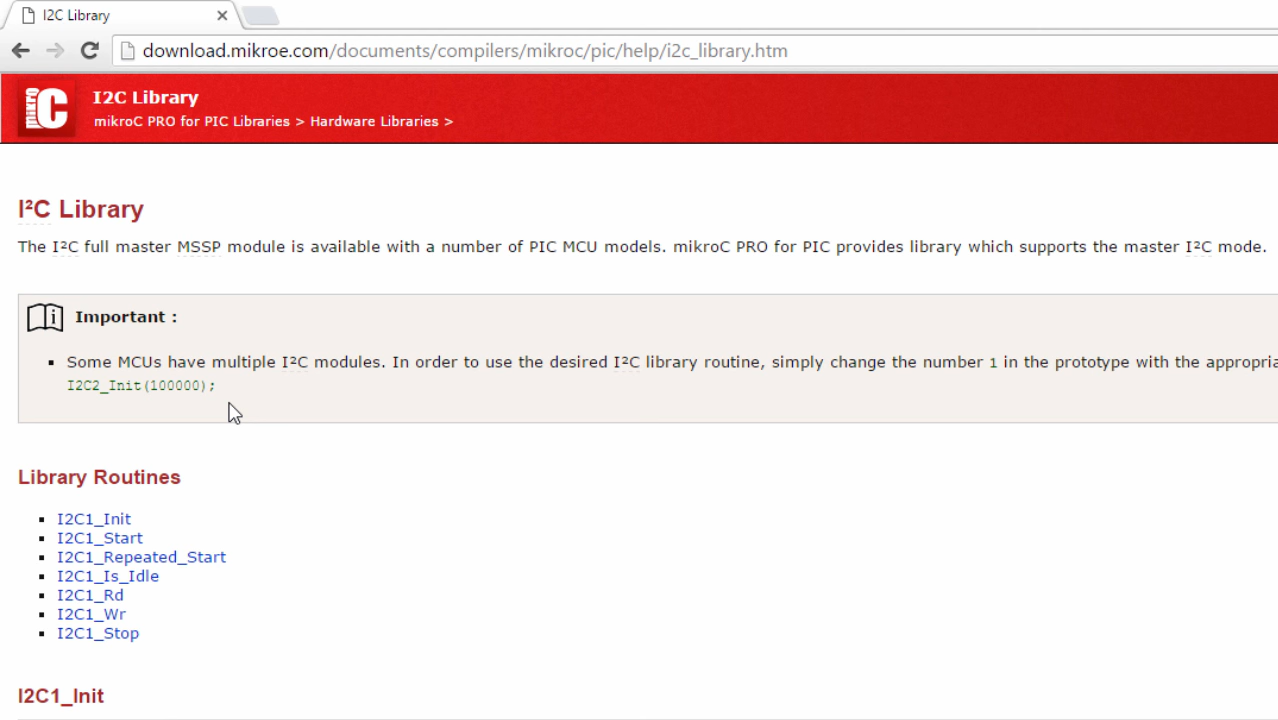 I2C Library
download.mikroe.com/documents/compilers/mikroc/pic/help/i2c_library.htm
mikro C
I2C Library
mikroC PRO for PIC Libraries > Hardware Libraries >
I²C Library
The I²C full master MSSP module is available with a number of PIC MCU models. mikroC PRO for PIC provides library which supports the master I²C mode.
Important :
Some MCUs have multiple I²C modules. In order to use the desired I²C library routine, simply change the number 1 in the prototype with the appropria
I2C2_Init(100000);
Library Routines
I2C1_Init
I2C1_Start
I2C1_Repeated_Start
I2C1_Is_Idle
I2C1_Rd
I2C1_Wr
I2C1_Stop
I2C1_Init